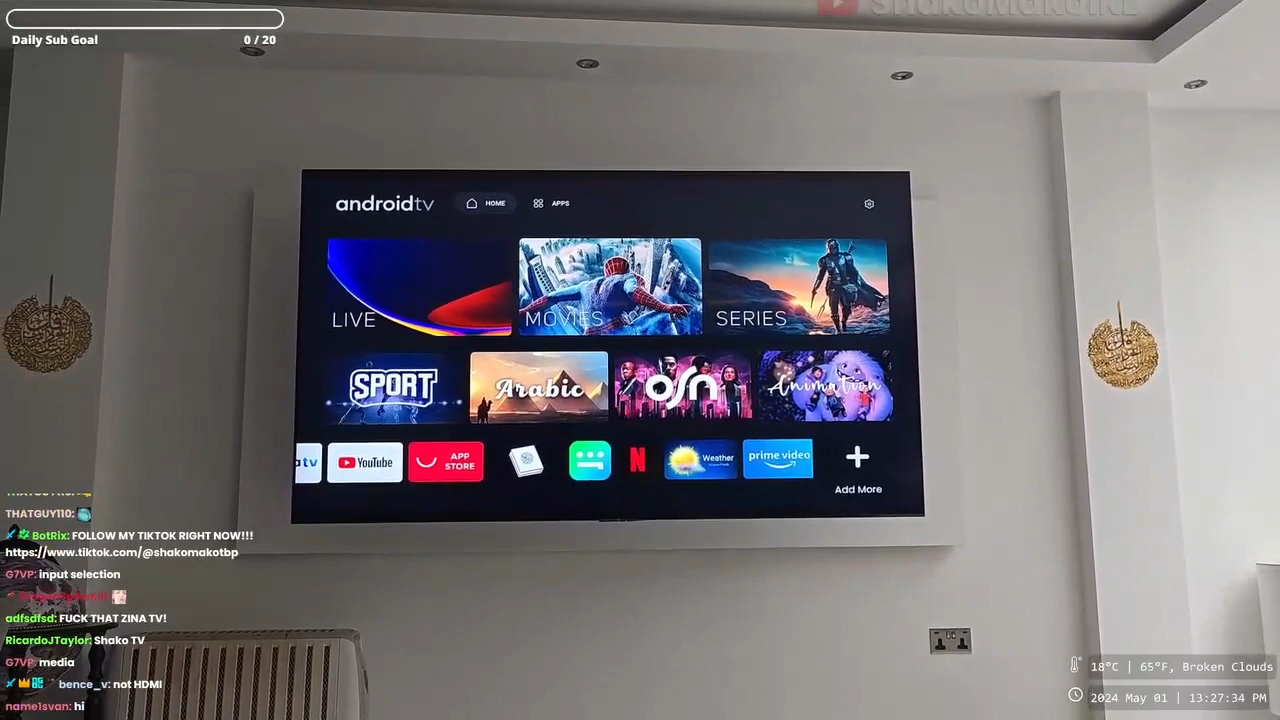 Daily Sub Goal 0 / 20
androidtv HOME APPS
LIVE
MOVIES
SERIES
SPORT
Arabic
osn
Animation
tv
YouTube
APP
STORE
N
Weather
prime video
Add More
THATGUY110:
BotRix: FOLLOW MY TIKTOK RIGHT NOW!!!
https://www.tiktok.com/@shakomakotbp
G7VP: input selection
adfsdfsd: FUCK THAT ZINA TV!
RicardoJTaylor: Shako TV
G7VP: media
bence_v: not HDMI
name1svan: hi
18°C | 65°F, Broken Clouds
2024 May 01 | 13:27:34 PM